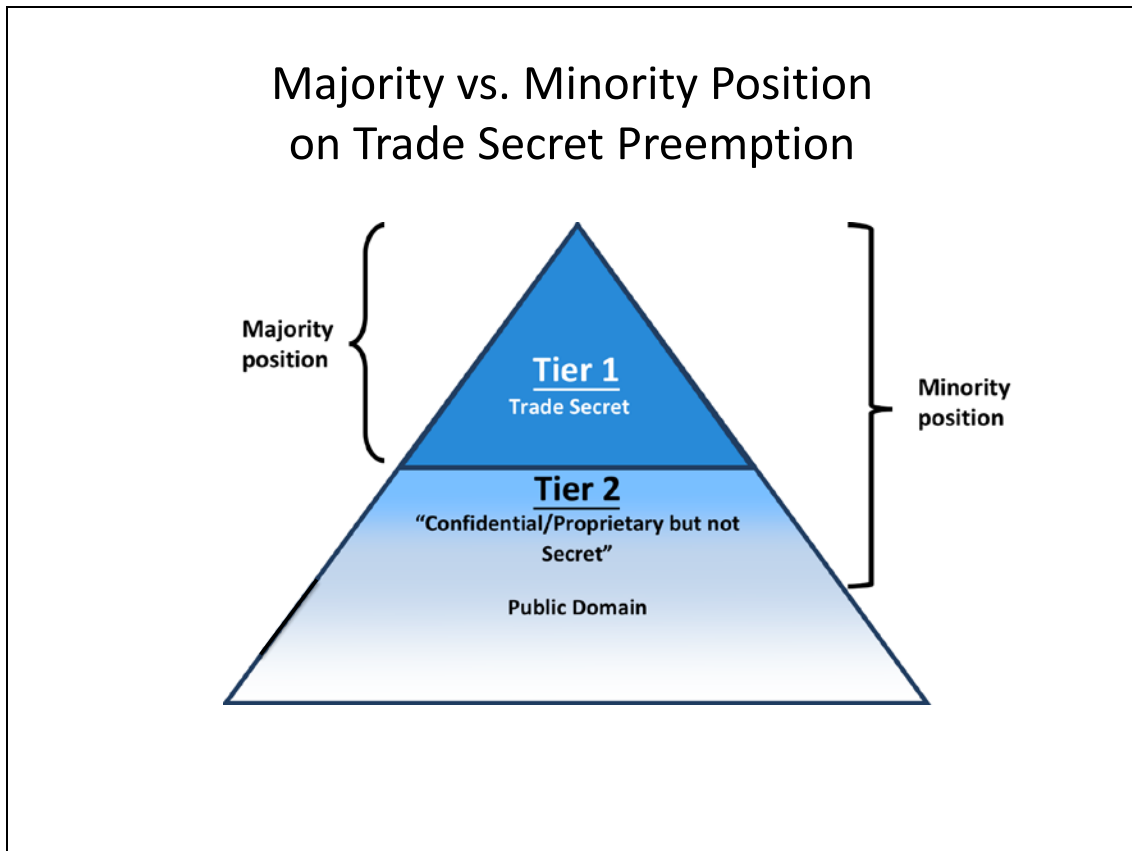 Majority vs. Minority Position
on Trade Secret Preemption
Majority
position
Tier 1
Trade Secret
Minority
position
Tier 2
“Confidential/Proprietary but not
Secret”
Public Domain